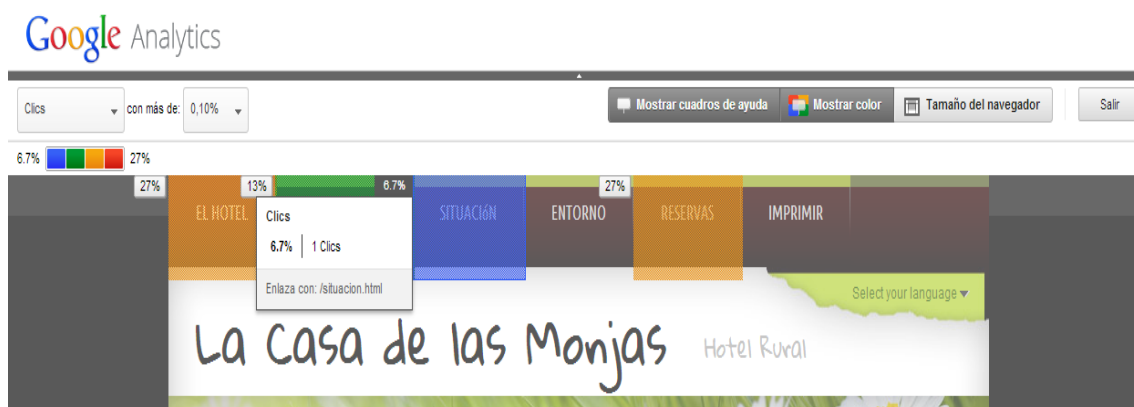 Google Analytics
Clics con más de: 0,10% Mostrar cuadros de ayuda Mostrar color Tamaño del navegador Salir
6.7% 27%
27% 13% 6.7% 27%
EL HOTEL SITUACIóN ENTORNO RESERVAS IMPRIMIR
Clics
6.7% 1 Clics
Enlaza con: /situacion.html
Select your language
La Casa de las Monjas Hotel Rural